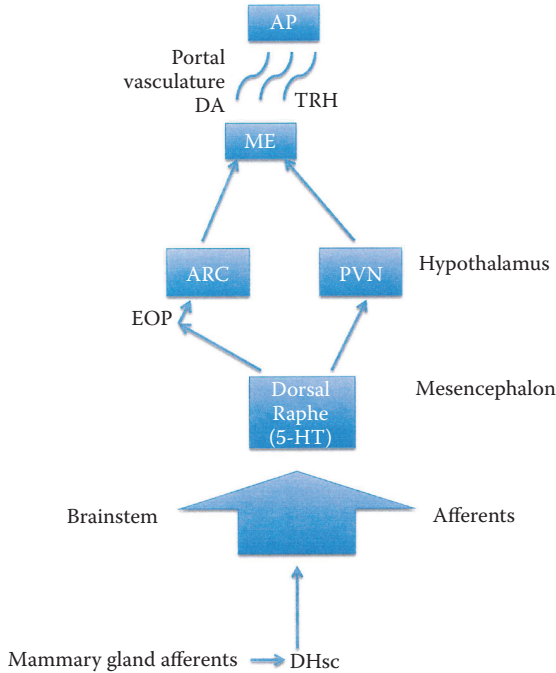 AP
Portal
vasculature
DA
TRH
ME
ARC
PVN
Hypothalamus
EOP
Dorsal
Raphe
(5-HT)
Mesencephalon
Brainstem
Afferents
Mammary gland afferents
DHsc